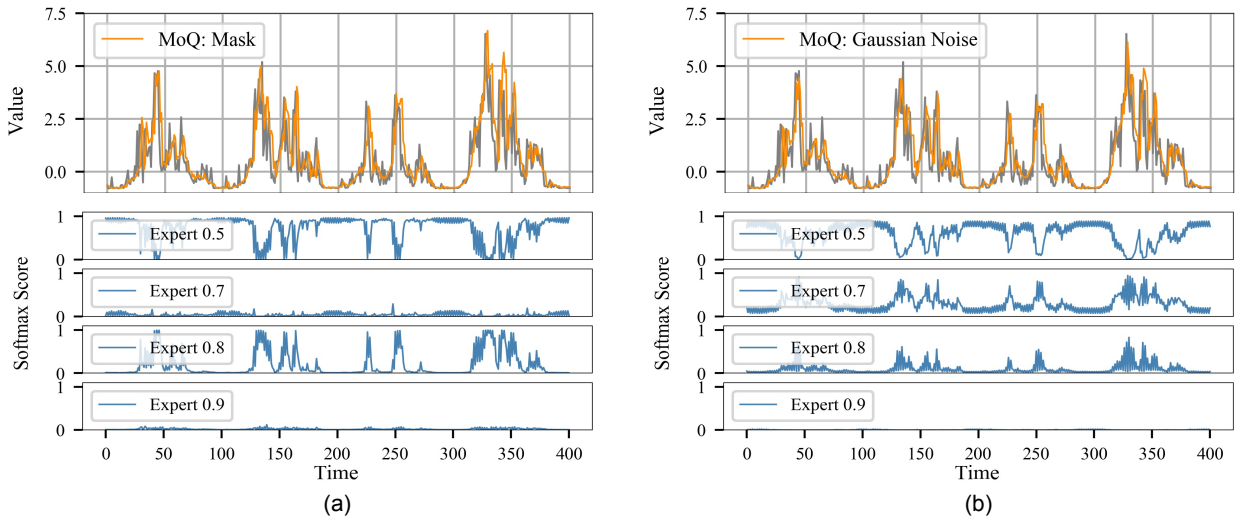 7.5
MoQ: Mask
5.0
2.5
0.0
Value
1
Expert 0.5
0
1
Expert 0.7
0
1
Expert 0.8
0
1
Expert 0.9
0
Softmax Score
0 50 100 150 200 250 300 350 400
Time
(a)
7.5
MoQ: Gaussian Noise
5.0
2.5
0.0
Value
1
Expert 0.5
0
1
Expert 0.7
0
1
Expert 0.8
0
1
Expert 0.9
0
Softmax Score
0 50 100 150 200 250 300 350 400
Time
(b)